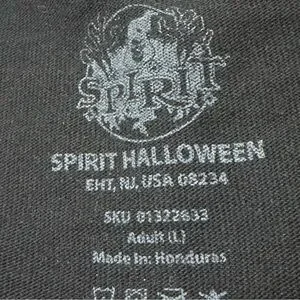 SPIRIT
SPIRIT HALLOWEEN
EHT, NJ, USA 08234
SKU 01322633
Adult (L)
Made In: Honduras